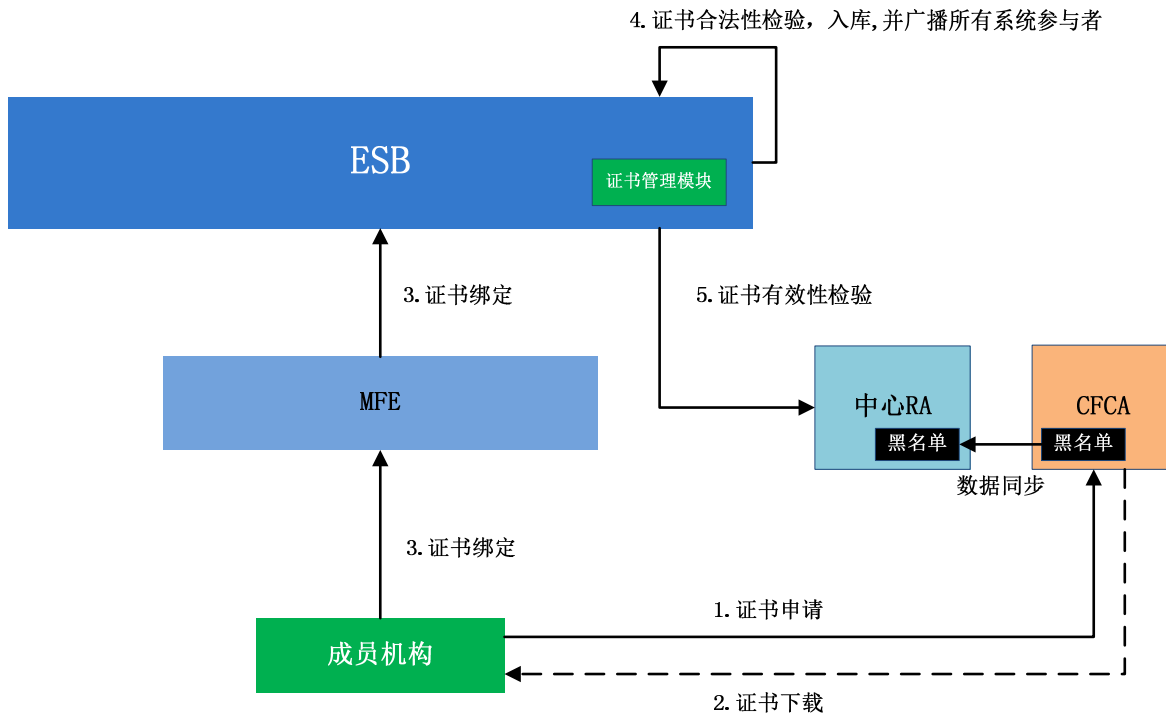 4.证书合法性检验，入库,并广播所有系统参与者
ESB
证书管理模块
3.证书绑定
5.证书有效性检验
MFE
中心RA
CFCA
黑名单
黑名单
数据同步
3.证书绑定
1.证书申请
成员机构
2.证书下载